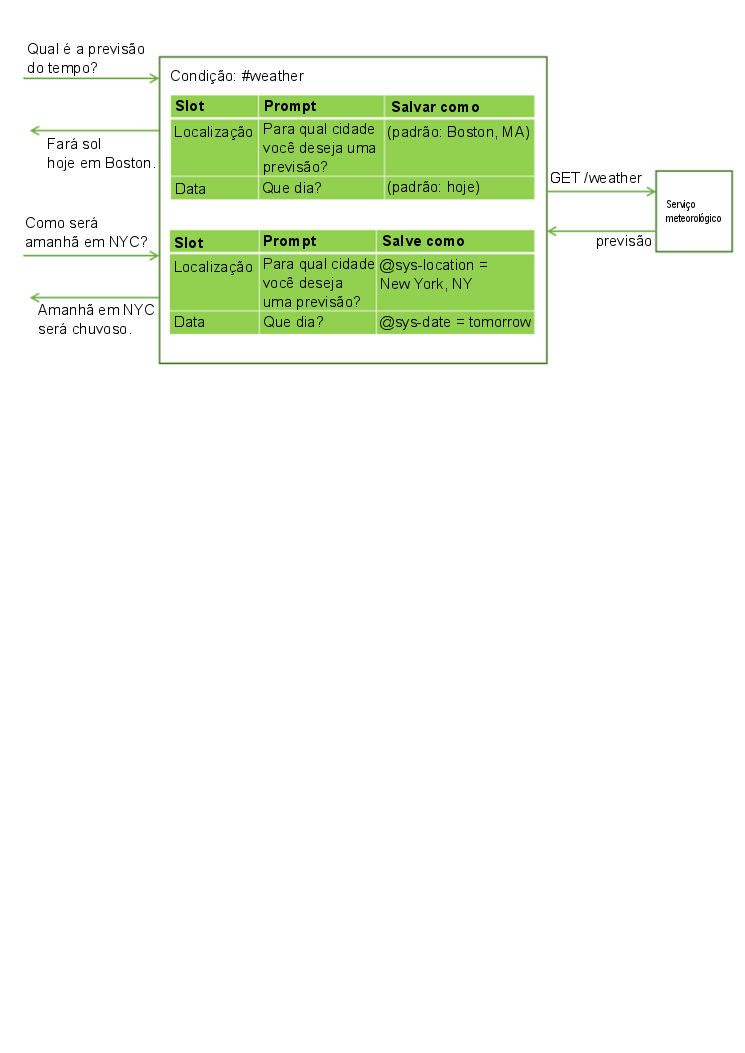 Qual é a previsão
do tempo?
Condição: #weather
Slot Prompt Salvar como
Localização Para qual cidade (padrão: Boston, MA)
você deseja uma
previsão?
Data Que dia? (padrão: hoje)
Fará sol
hoje em Boston.
GET /weather
Serviço
meteorológico
previsão
Como será
amanhã em NYC?
Slot Prompt Salve como
Localização Para qual cidade @sys-location =
você deseja New York, NY
uma previsão?
Data Que dia? @sys-date = tomorrow
Amanhã em NYC
será chuvoso.